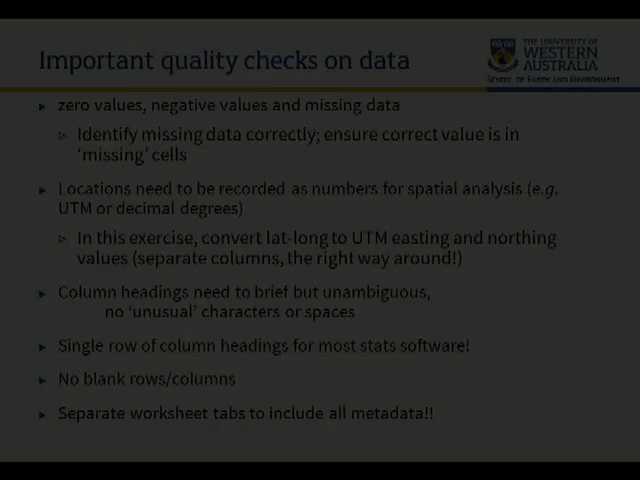 Important quality checks on data
THE UNIVERSITY OF
WESTERN
AUSTRALIA
SCHOOL OF EARTH AND ENVIRONMENT
zero values, negative values and missing data
Identify missing data correctly; ensure correct value is in
‘missing’ cells
Locations need to be recorded as numbers for spatial analysis (e.g.
UTM or decimal degrees)
In this exercise, convert lat-long to UTM easting and northing
values (separate columns, the right way around!)
Column headings need to brief but unambiguous,
no ‘unusual’ characters or spaces
Single row of column headings for most stats software!
No blank rows/columns
Separate worksheet tabs to include all metadata!!